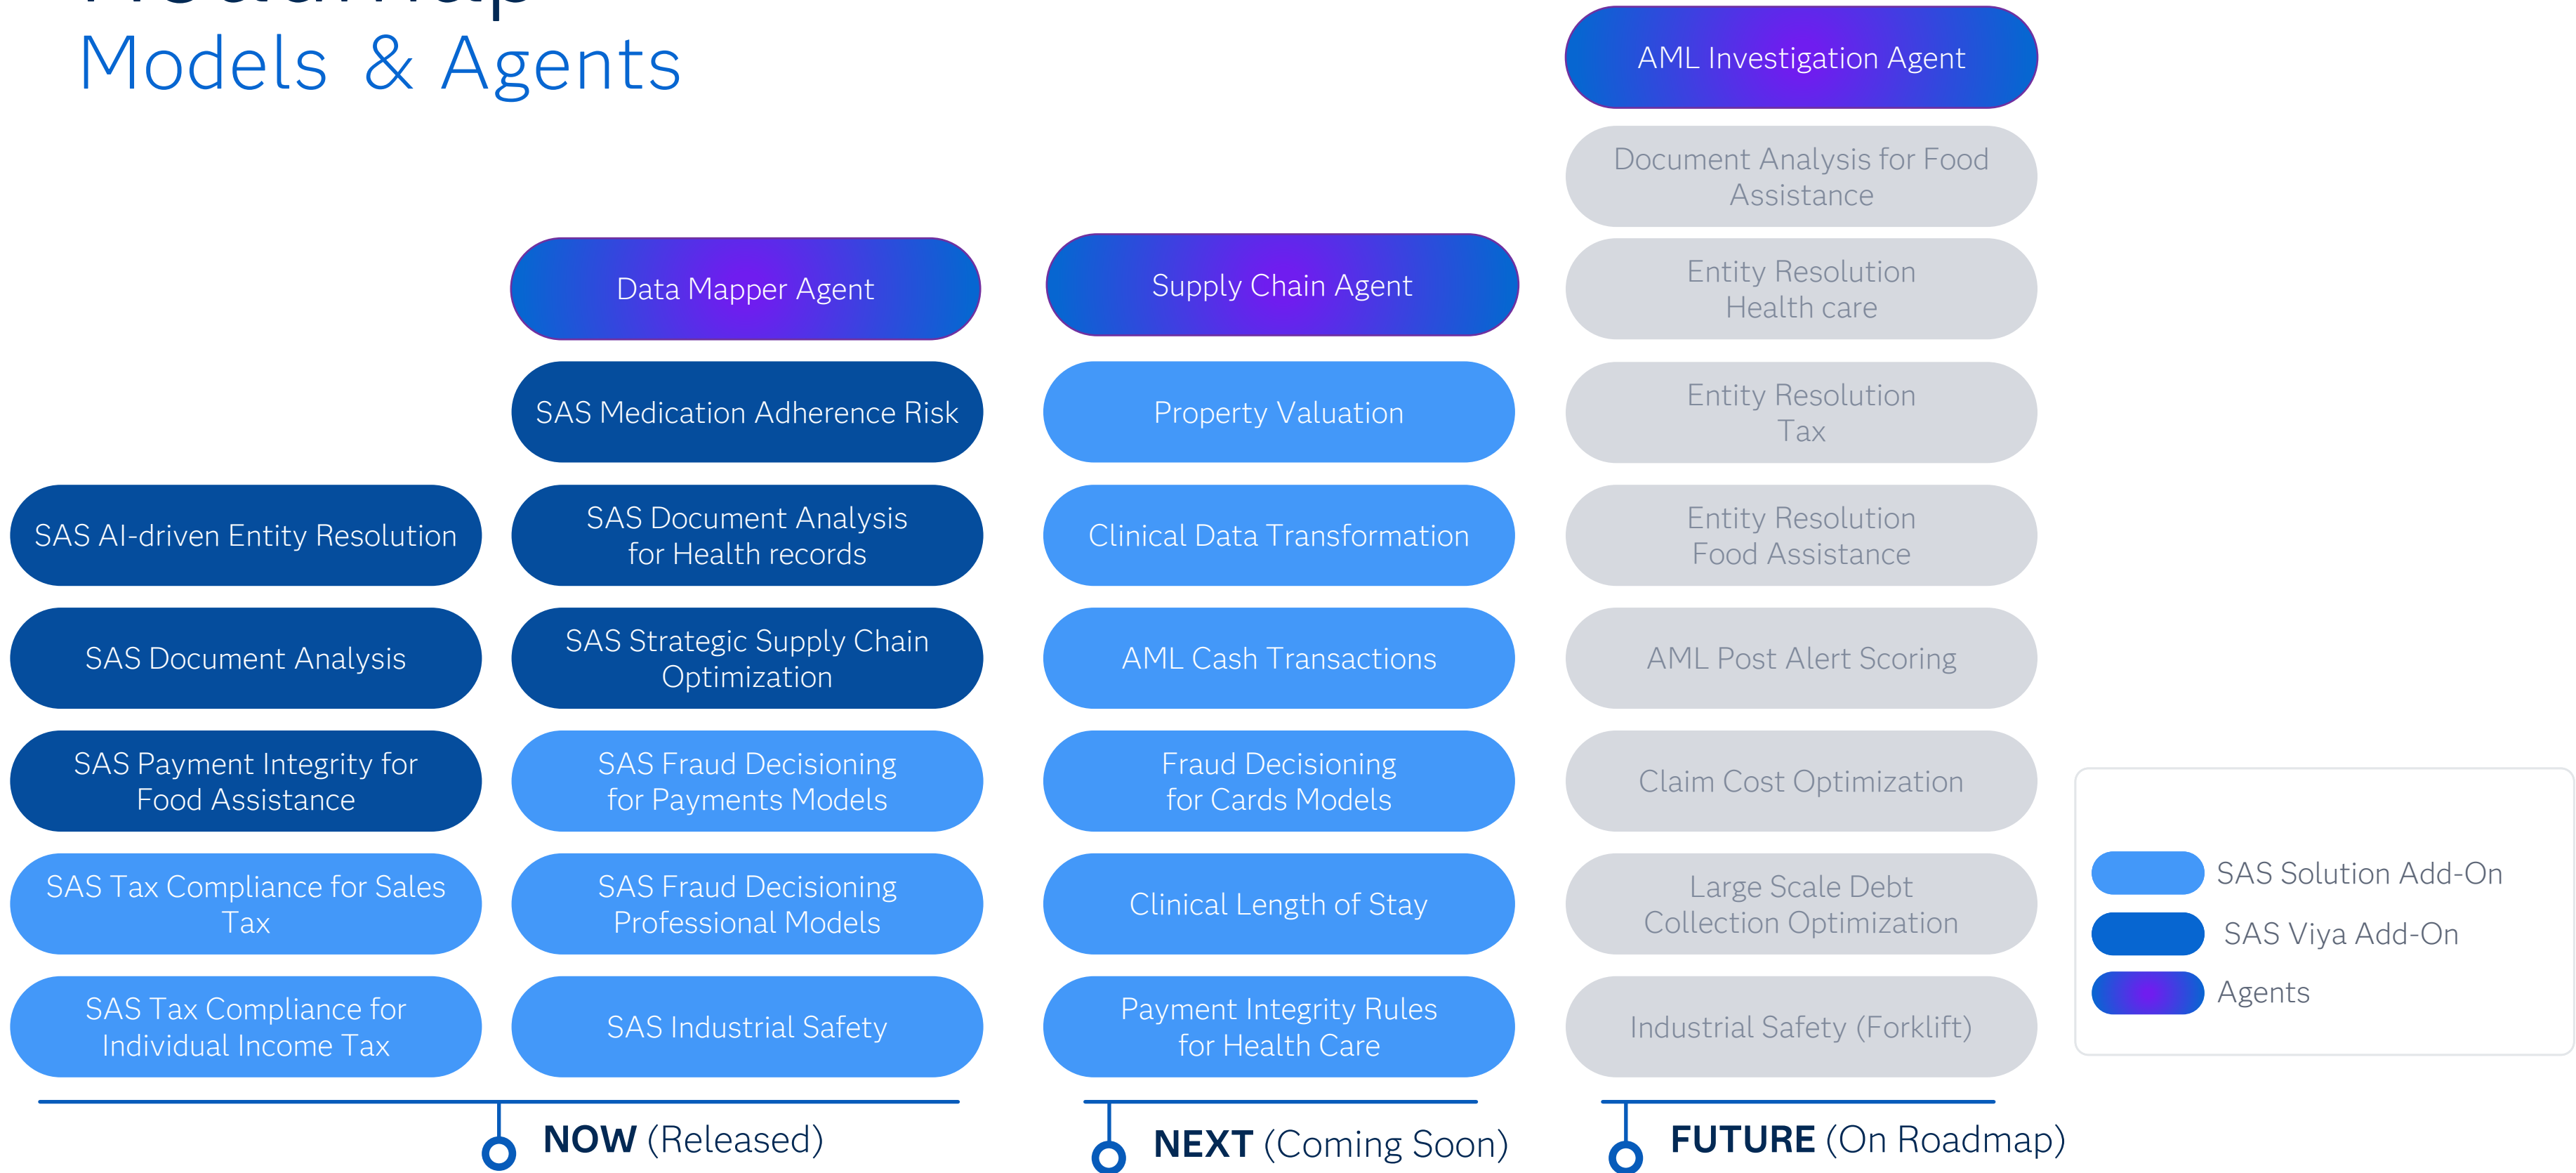 Roadmap
Models & Agents
SAS AI-driven Entity Resolution
SAS Document Analysis
SAS Payment Integrity for
Food Assistance
SAS Tax Compliance for Sales
Tax
SAS Tax Compliance for
Individual Income Tax
Data Mapper Agent
SAS Medication Adherence Risk
SAS Document Analysis
for Health records
SAS Strategic Supply Chain
Optimization
SAS Fraud Decisioning
for Payments Models
SAS Fraud Decisioning
Professional Models
SAS Industrial Safety
NOW (Released)
Supply Chain Agent
Property Valuation
Clinical Data Transformation
AML Cash Transactions
Fraud Decisioning
for Cards Models
Clinical Length of Stay
Payment Integrity Rules
for Health Care
NEXT (Coming Soon)
AML Investigation Agent
Document Analysis for Food
Assistance
Entity Resolution
Health care
Entity Resolution
Tax
Entity Resolution
Food Assistance
AML Post Alert Scoring
Claim Cost Optimization
Large Scale Debt
Collection Optimization
Industrial Safety (Forklift)
FUTURE (On Roadmap)
SAS Solution Add-On
SAS Viya Add-On
Agents